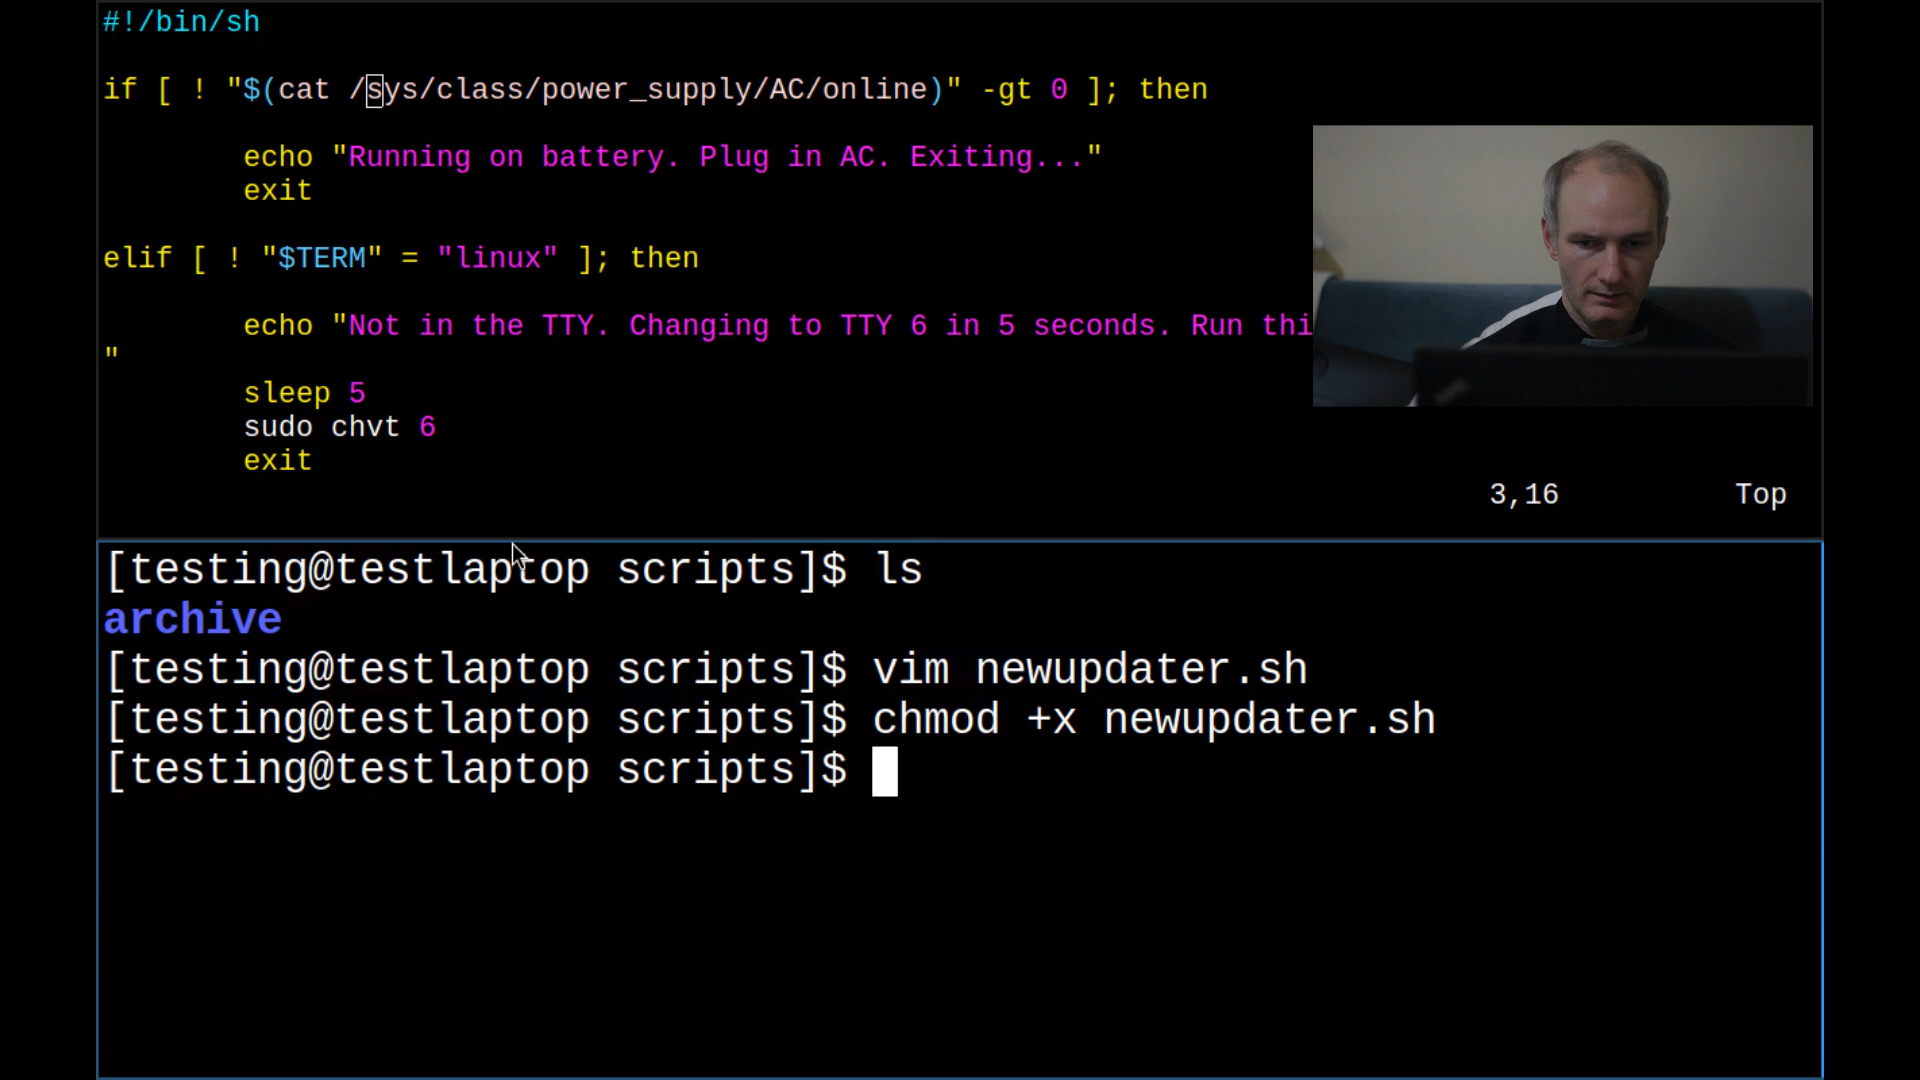 #!/bin/sh
if [ ! "$(cat /sys/class/power_supply/AC/online)" -gt 0 ]; then
echo "Running on battery. Plug in AC. Exiting..."
exit
elif [ ! "$TERM" = "linux" ]; then
echo "Not in the TTY. Changing to TTY 6 in 5 seconds. Run thi
"
sleep 5
sudo chvt 6
exit
3,16 Top
[testing@testlaptop scripts]$ ls
archive
[testing@testlaptop scripts]$ vim newupdater.sh
[testing@testlaptop scripts]$ chmod +x newupdater.sh
[testing@testlaptop scripts]$